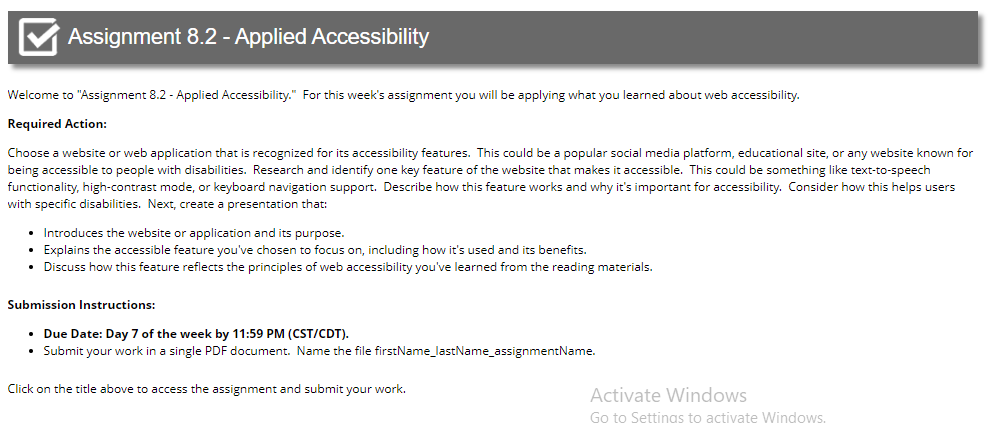 Assignment 8.2 - Applied Accessibility
Welcome to "Assignment 8.2 - Applied Accessibility."  For this week's assignment you will be applying what you learned about web accessibility.
Required Action:
Choose a website or web application that is recognized for its accessibility features.  This could be a popular social media platform, educational site, or any website known for
being accessible to people with disabilities.  Research and identify one key feature of the website that makes it accessible.  This could be something like text-to-speech
functionality, high-contrast mode, or keyboard navigation support.  Describe how this feature works and why it's important for accessibility.  Consider how this helps users
with specific disabilities.  Next, create a presentation that:
• Introduces the website or application and its purpose.
• Explains the accessible feature you've chosen to focus on, including how it's used and its benefits.
• Discuss how this feature reflects the principles of web accessibility you've learned from the reading materials.
Submission Instructions:
• Due Date: Day 7 of the week by 11:59 PM (CST/CDT).
• Submit your work in a single PDF document.  Name the file firstName_lastName_assignmentName.
Click on the title above to access the assignment and submit your work.
Activate Windows
Go to Settings to activate Windows.